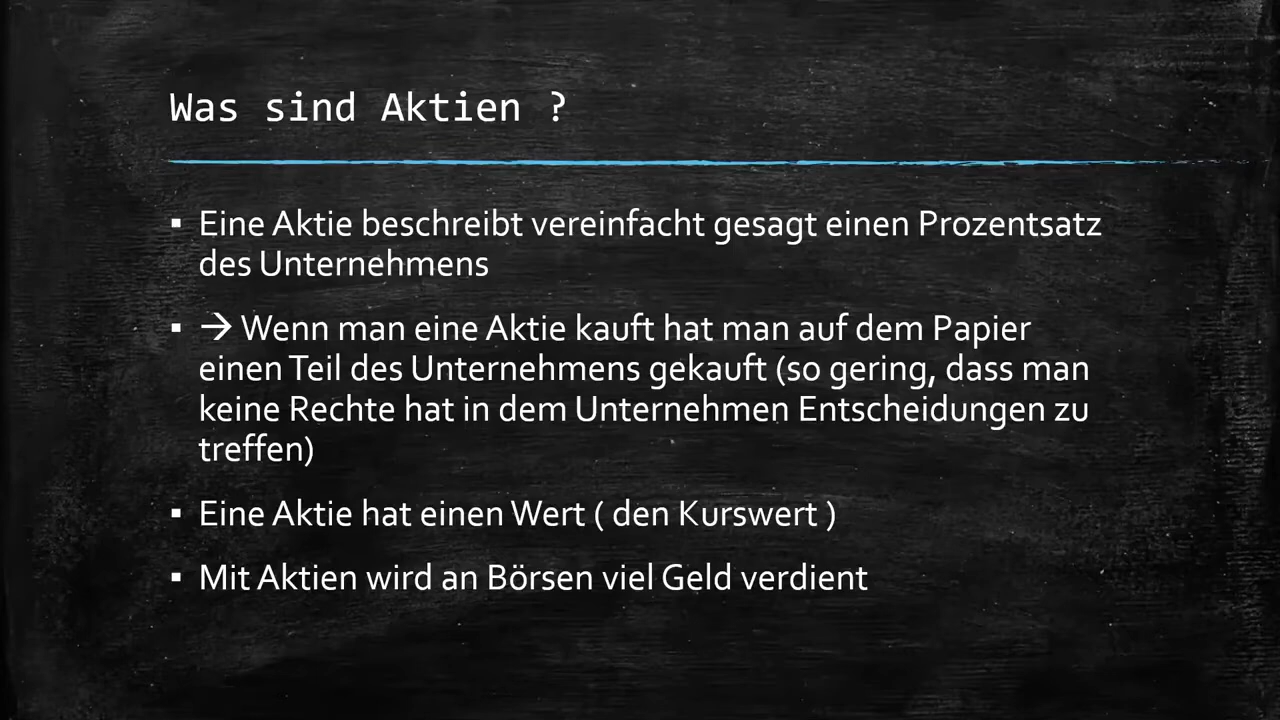 Was sind Aktien ?
▪ Eine Aktie beschreibt vereinfacht gesagt einen Prozentsatz
des Unternehmens
▪ → Wenn man eine Aktie kauft hat man auf dem Papier
einen Teil des Unternehmens gekauft (so gering, dass man
keine Rechte hat in dem Unternehmen Entscheidungen zu
treffen)
▪ Eine Aktie hat einen Wert ( den Kurswert )
▪ Mit Aktien wird an Börsen viel Geld verdient